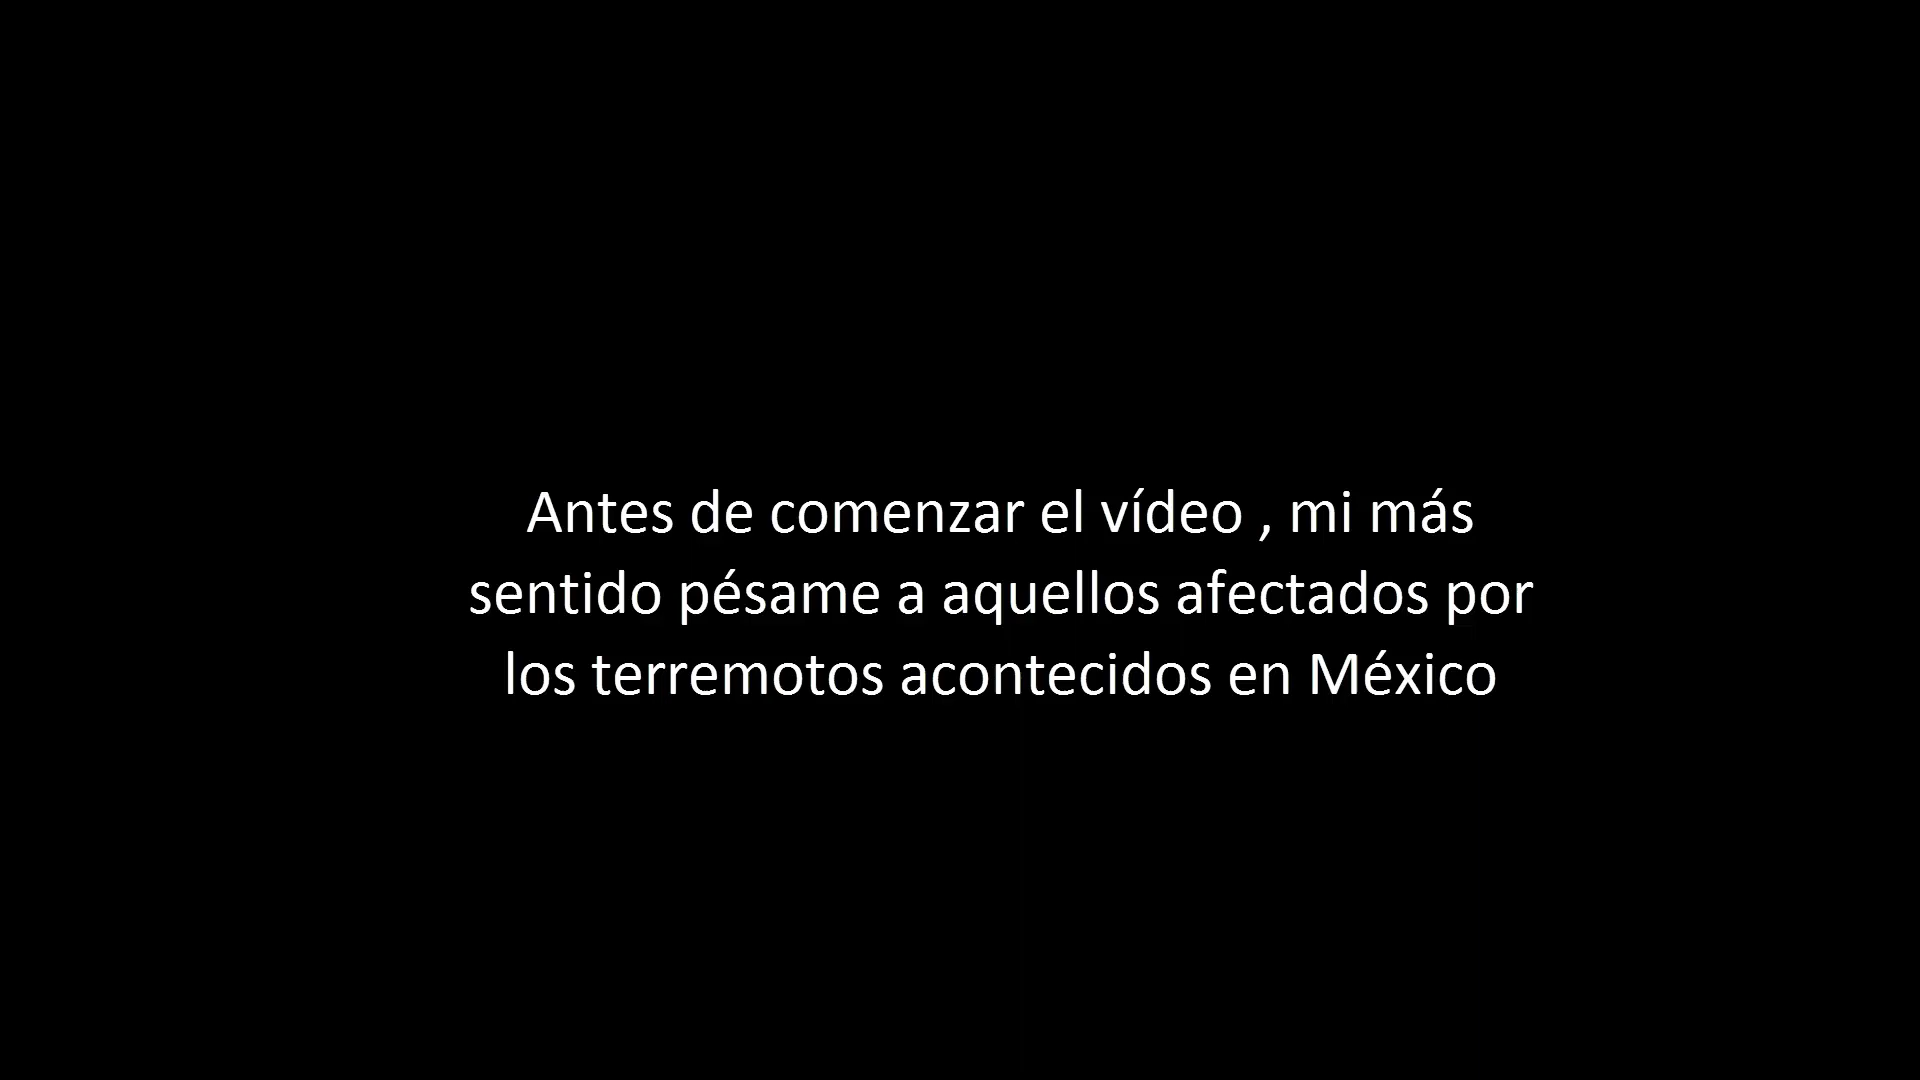 Antes de comenzar el vídeo , mi más
sentido pésame a aquellos afectados por
los terremotos acontecidos en México